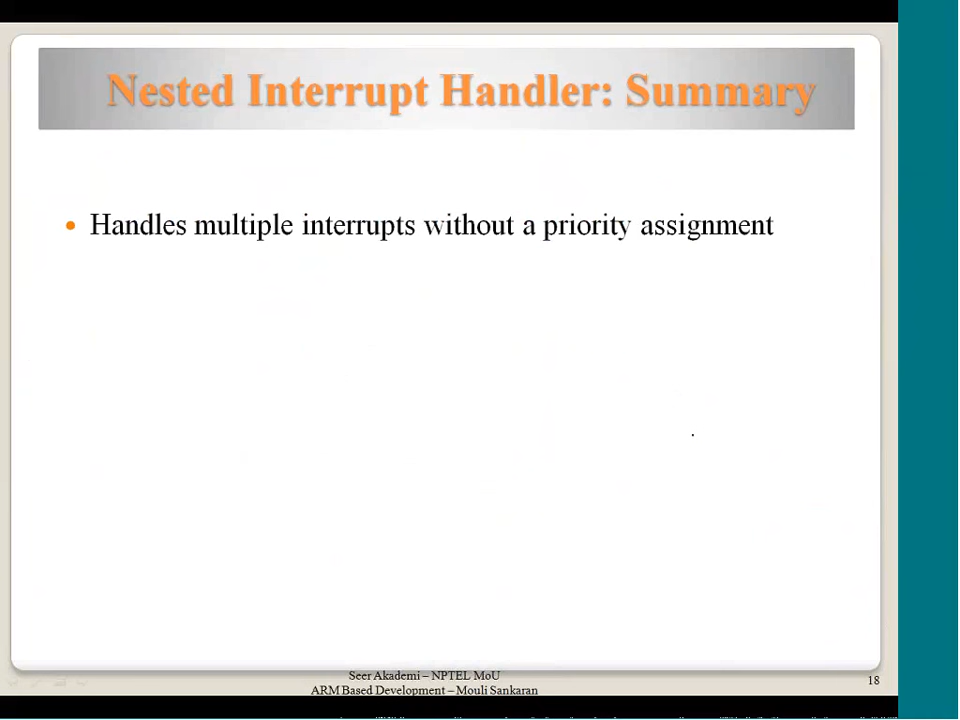 Nested Interrupt Handler: Summary
• Handles multiple interrupts without a priority assignment
Seer Akademi – NPTEL MoU
ARM Based Development – Mouli Sankaran
18